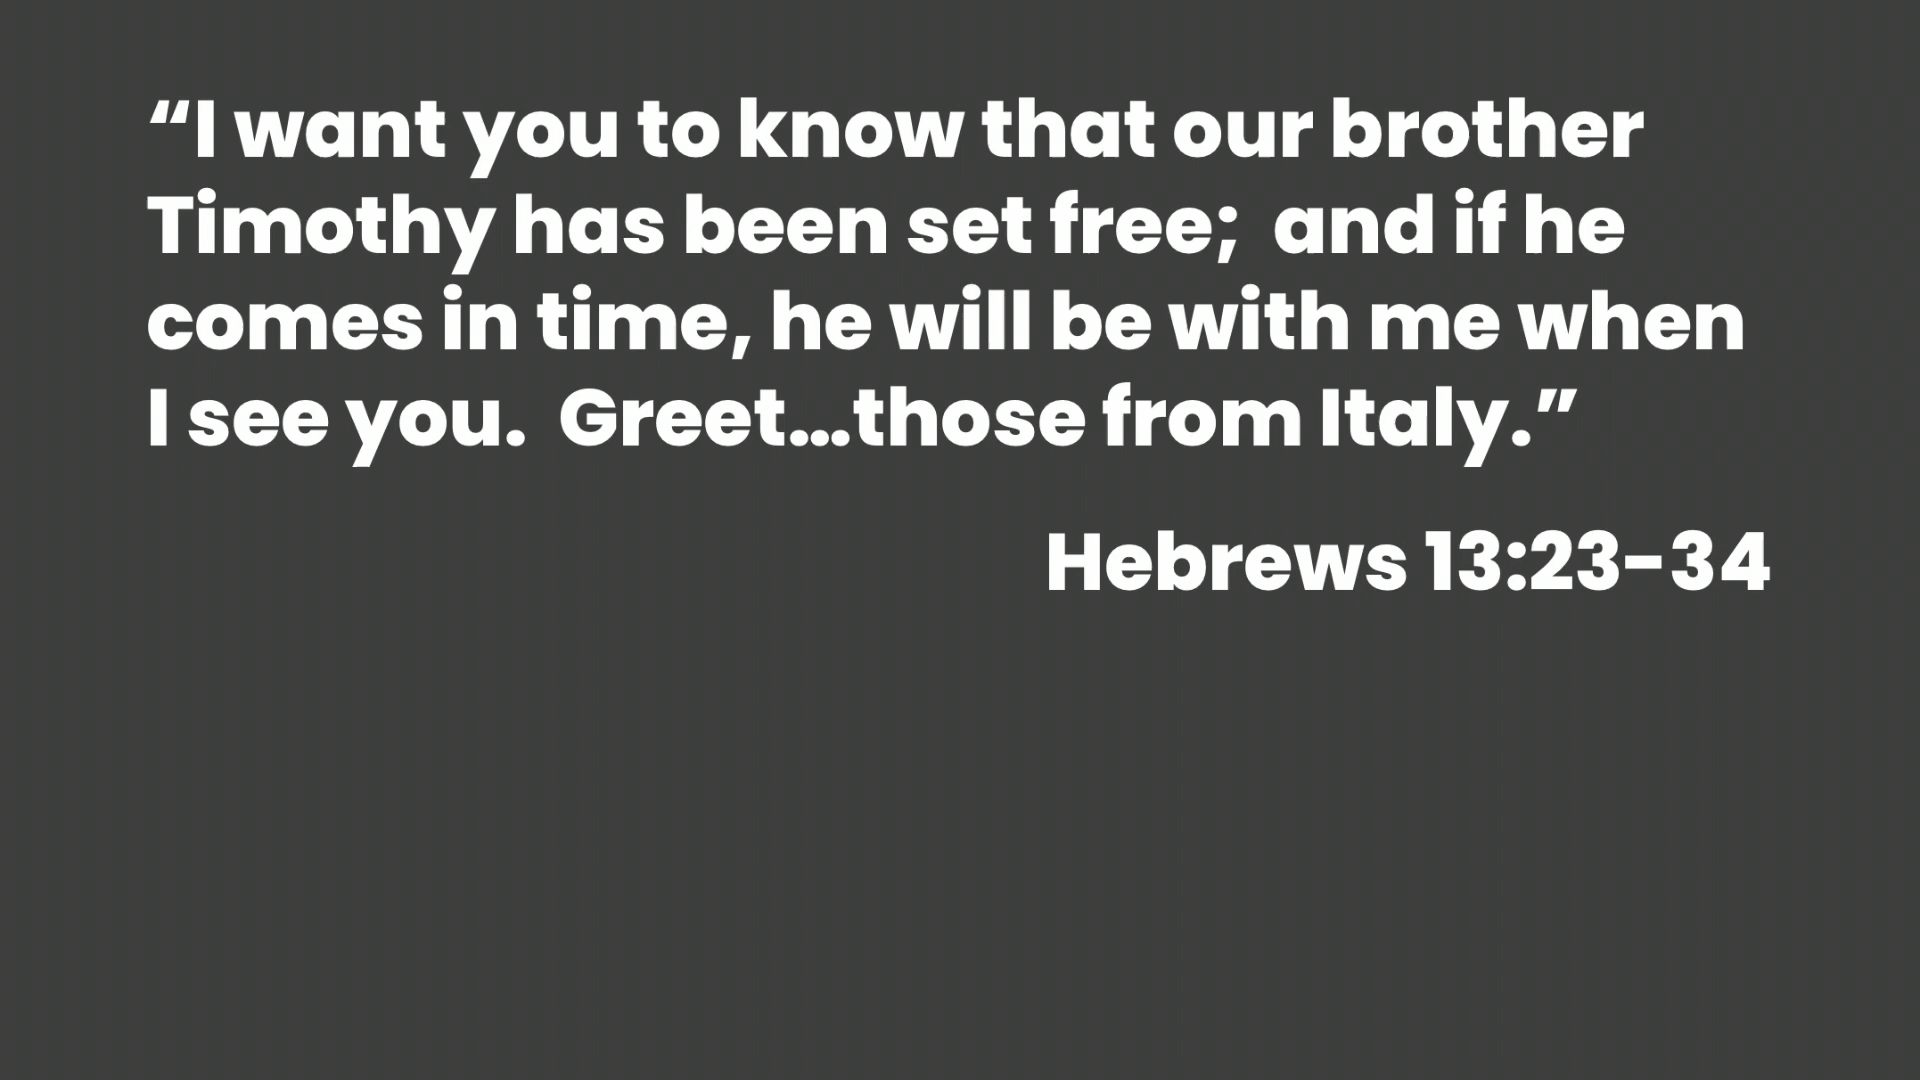 “I want you to know that our brother
Timothy has been set free;  and if he
comes in time, he will be with me when
I see you.  Greet…those from Italy.”
Hebrews 13:23-34